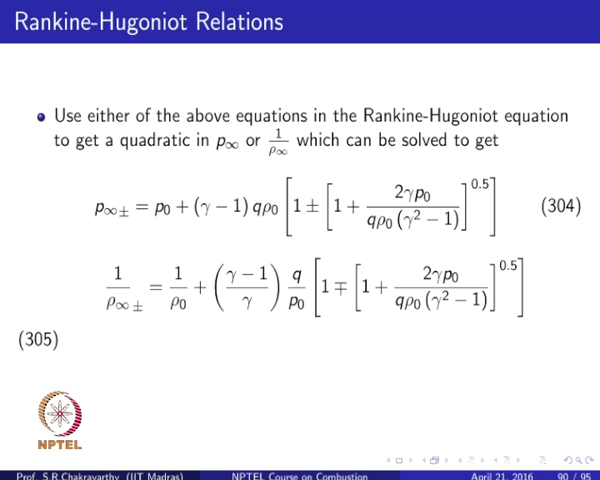 Rankine-Hugoniot Relations
Use either of the above equations in the Rankine-Hugoniot equation
to get a quadratic in p∞ or 1/ρ∞ which can be solved to get
p∞± = p0 + (γ − 1) qρ0 [1 ± [1 + 2γp0 / qρ0 (γ² − 1)]^0.5] (304)
1/ρ∞± = 1/ρ0 + ((γ − 1)/γ) q/p0 [1 ∓ [1 + 2γp0 / qρ0 (γ² − 1)]^0.5]
(305)
NPTEL
Prof. S.R.Chakravarthy (IIT Madras) NPTEL Course on Combustion April 21, 2016 90 / 95